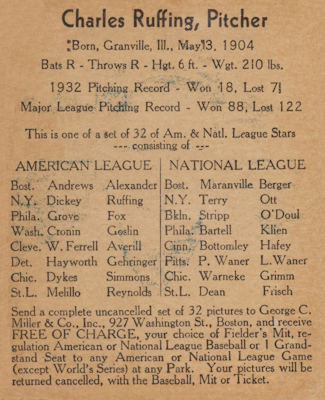 Charles Ruffing, Pitcher
Born, Granville, Ill., May 3, 1904
Bats R - Throws R - Hgt. 6 ft. - Wgt. 210 lbs.
1932 Pitching Record - Won 18, Lost 7
Major League Pitching Record - Won 88, Lost 122
This is one of a set of 32 of Am. & Natl. League Stars
--- consisting of ---
AMERICAN LEAGUE NATIONAL LEAGUE
Bost. Andrews Alexander Bost. Maranville Berger
N.Y. Dickey Ruffing N.Y. Terry Ott
Phila. Grove Fox Bkln. Stripp O'Doul
Wash. Cronin Goslin Phila. Bartell Klien
Cleve. W. Ferrell Averill Cinn. Bottomley Hafey
Det. Hayworth Gehringer Pitts. P. Waner L. Waner
Chic. Dykes Simmons Chic. Warneke Grimm
St.L. Melillo Reynolds St.L. Dean Frisch
Send a complete uncancelled set of 32 pictures to George C.
Miller & Co., Inc., 927 Washington St., Boston, and receive
FREE OF CHARGE, your choice of Fielder's Mit, re-
gulation American or National League Baseball or 1 Grand-
stand Seat to any American or National League Game
(except World's Series) at any Park. Your pictures will be
returned cancelled, with the Baseball, Mit or Ticket.